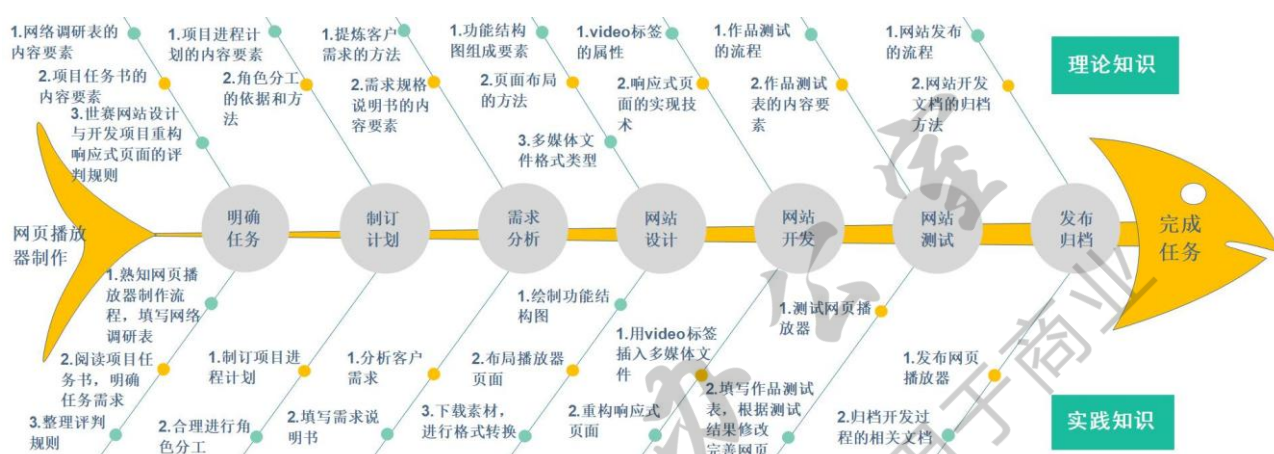 1.网络调研表的
内容要素
2.项目任务书的
内容要素
3.世赛网站设计
与开发项目重构
响应式页面的评
判规则
1.项目进程计
划的内容要素
2.角色分工
的依据和方
法
1.提炼客户
需求的方法
2.需求规格
说明书的内
容要素
1.功能结构
图组成要素
2.页面布局
的方法
3.多媒体文
件格式类型
1.video标签
的属性
2.响应式页
面的实现技
术
1.作品测试
的流程
2.作品测试
表的内容要
素
1.网站发布
的流程
2.网站开发
文档的归档
方法
理论知识
网页播放
器制作
明确
任务
制订
计划
需求
分析
网站
设计
网站
开发
网站
测试
发布
归档
完成
任务
1.熟知网页播
放器制作流
程，填写网络
调研表
2.阅读项目任
务书，明确
任务需求
3.整理评判
规则
1.制订项目进
程计划
2.合理进行角
色分工
1.分析客户
需求
2.填写需求说
明书
1.绘制功能结
构图
2.布局播放器
页面
3.下载素材，
进行格式转换
1.用video标签
插入多媒体文
件
2.重构响应式
页面
1.测试网页播
放器
2.填写作品测试
表，根据测试
结果修改
完善网页
1.发布网页
播放器
2.归档开发过
程的相关文档
实践知识
用于商业